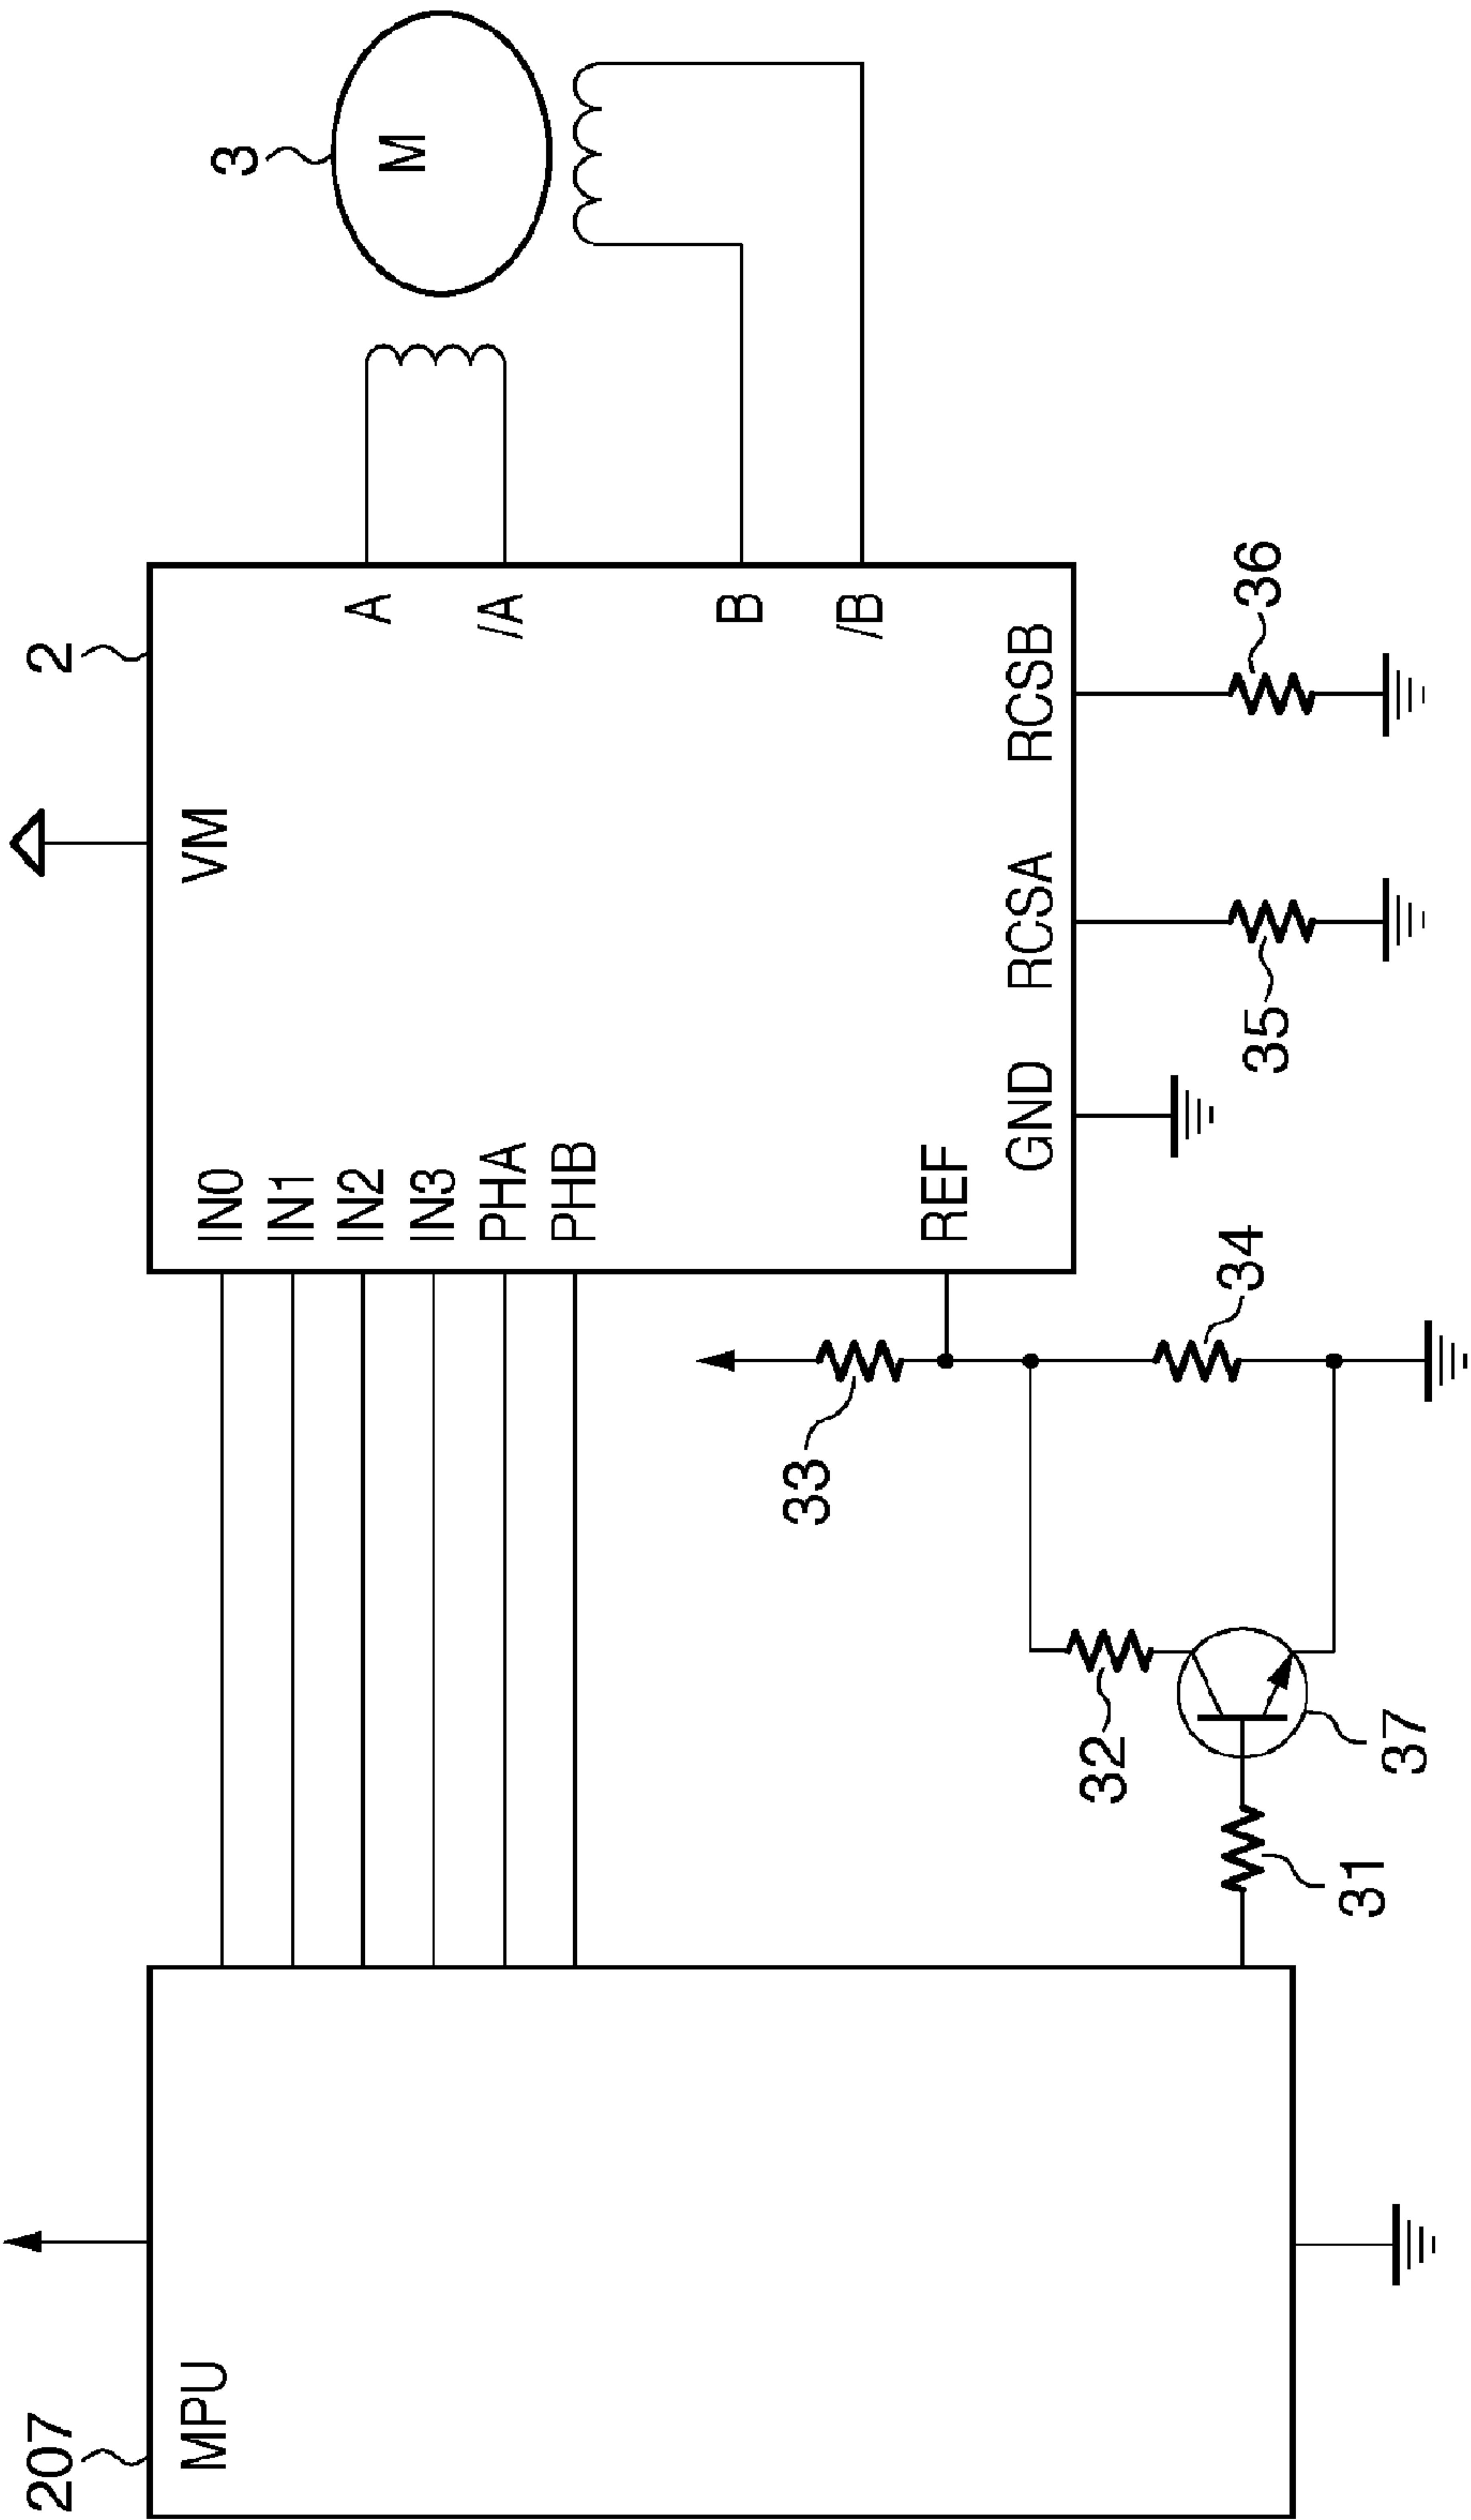 207
MPU
2
VM
3
M
IN0
IN1
IN2
IN3
PHA
PHB
REF
GND
RCSA
RCSB
A
/A
B
/B
33
34
32
37
31
35
36